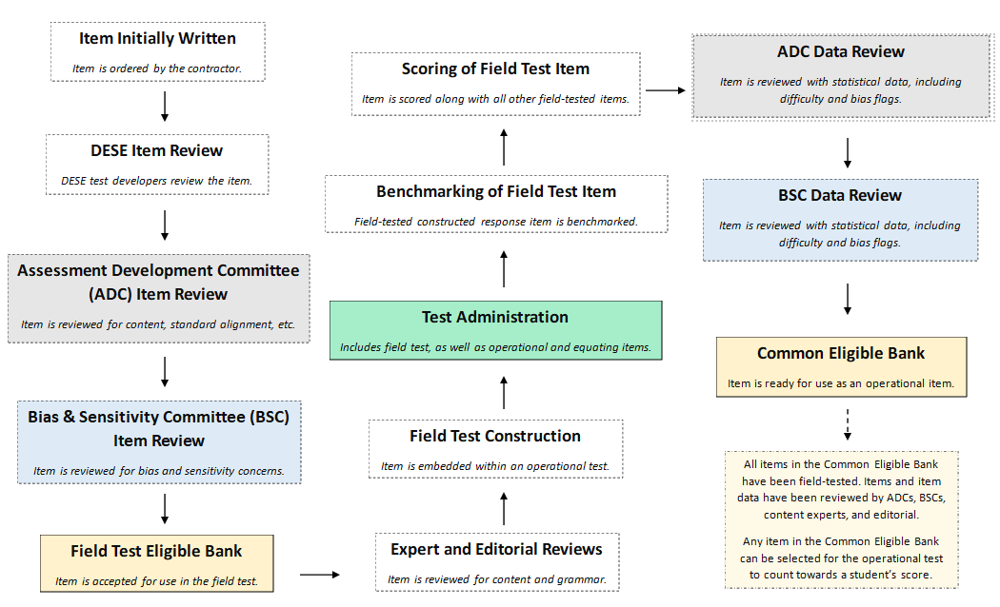 Item Initially Written
Item is ordered by the contractor.
DESE Item Review
DESE test developers review the item.
Assessment Development Committee
(ADC) Item Review
Item is reviewed for content, standard alignment, etc.
Bias & Sensitivity Committee (BSC)
Item Review
Item is reviewed for bias and sensitivity concerns.
Field Test Eligible Bank
Item is accepted for use in the field test.
Expert and Editorial Reviews
Item is reviewed for content and grammar.
Field Test Construction
Item is embedded within an operational test.
Test Administration
Includes field test, as well as operational and equating items.
Benchmarking of Field Test Item
Field-tested constructed response item is benchmarked.
Scoring of Field Test Item
Item is scored along with all other field-tested items.
ADC Data Review
Item is reviewed with statistical data, including
difficulty and bias flags.
BSC Data Review
Item is reviewed with statistical data, including
difficulty and bias flags.
Common Eligible Bank
Item is ready for use as an operational item.
All items in the Common Eligible Bank
have been field-tested. Items and item
data have been reviewed by ADCs, BSCs,
content experts, and editorial.
Any item in the Common Eligible Bank
can be selected for the operational test
to count towards a student's score.